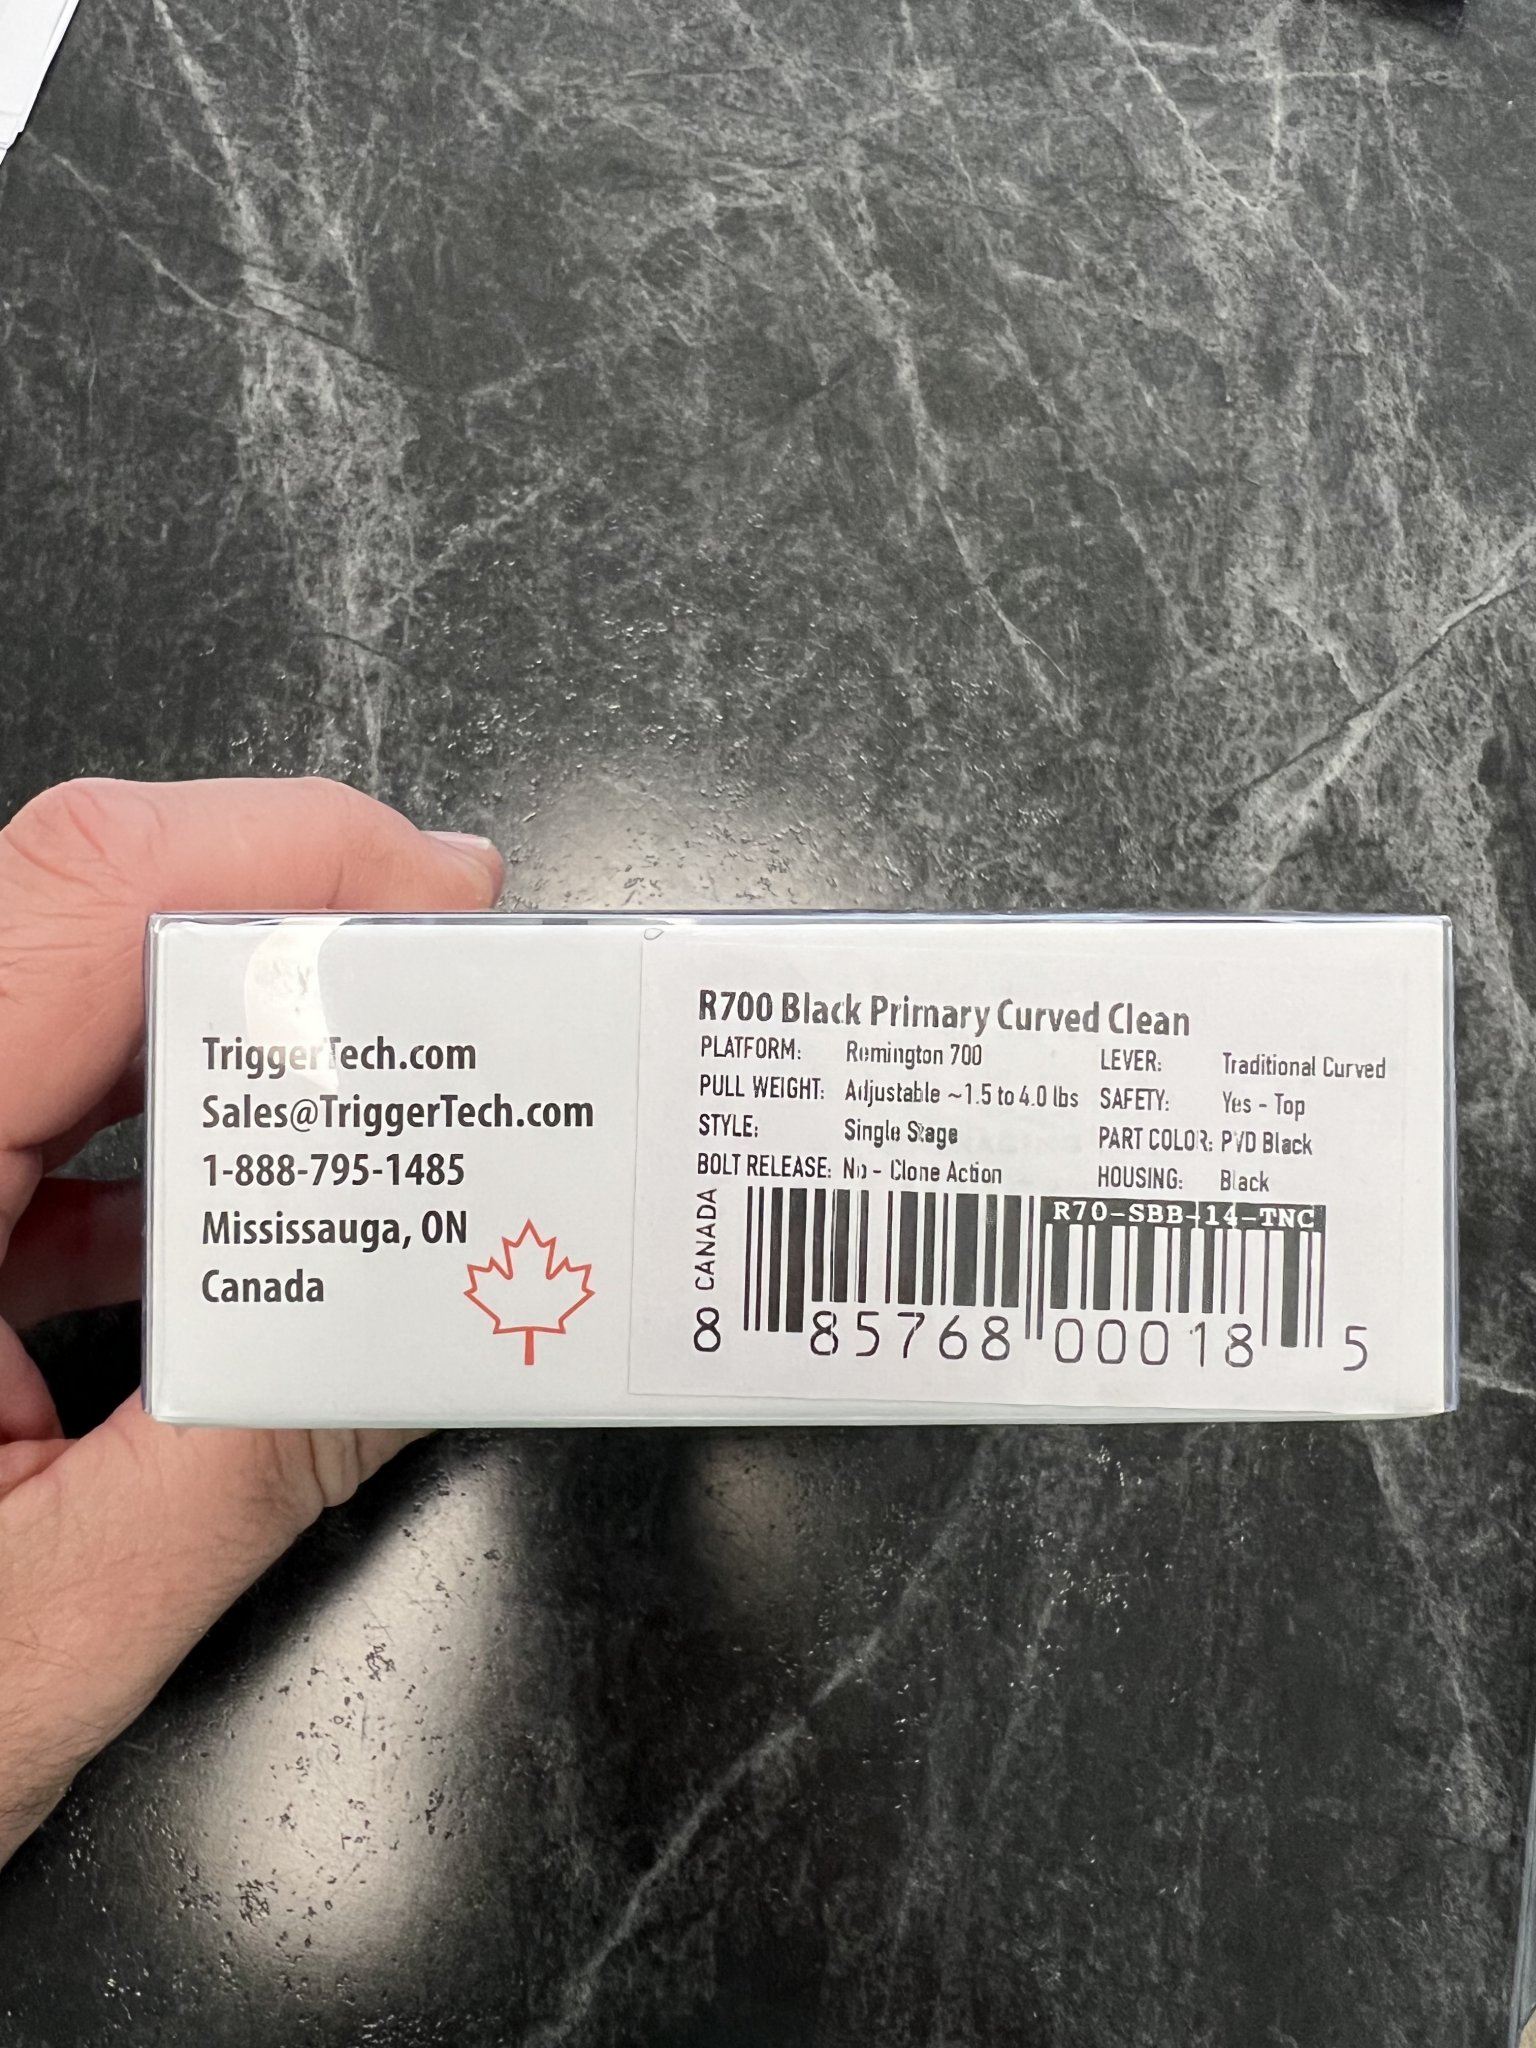 TriggerTech.com
Sales@TriggerTech.com
1-888-795-1485
Mississauga, ON
Canada
R700 Black Primary Curved Clean
PLATFORM: Remington 700 LEVER: Traditional Curved
PULL WEIGHT: Adjustable ~1.5 to 4.0 lbs SAFETY: Yes - Top
STYLE: Single Stage PART COLOR: PVD Black
BOLT RELEASE: No - Clone Action HOUSING: Black
CANADA
R70-SBB-14-TNC
8 85768 00018 5